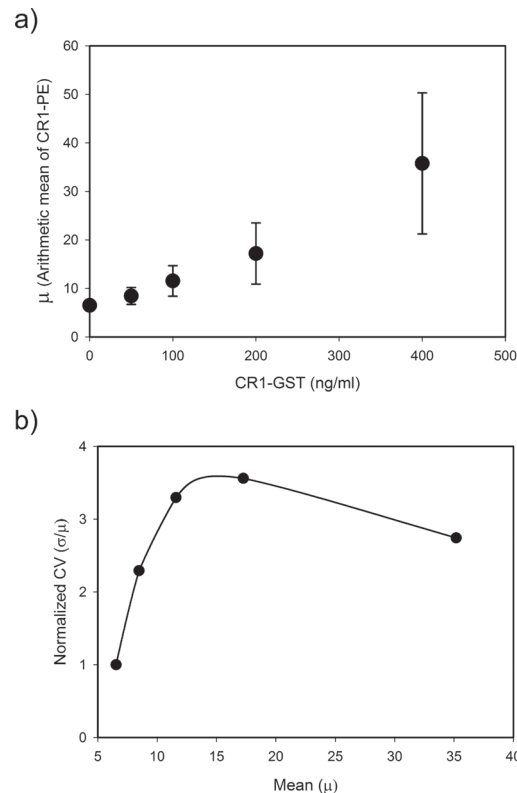 a)
60
50
40
30
20
10
0
μ (Arithmetic mean of CR1-PE)
0 100 200 300 400 500
CR1-GST (ng/ml)
b)
4
3
2
1
0
Normalized CV (σ/μ)
5 10 15 20 25 30 35 40
Mean (μ)